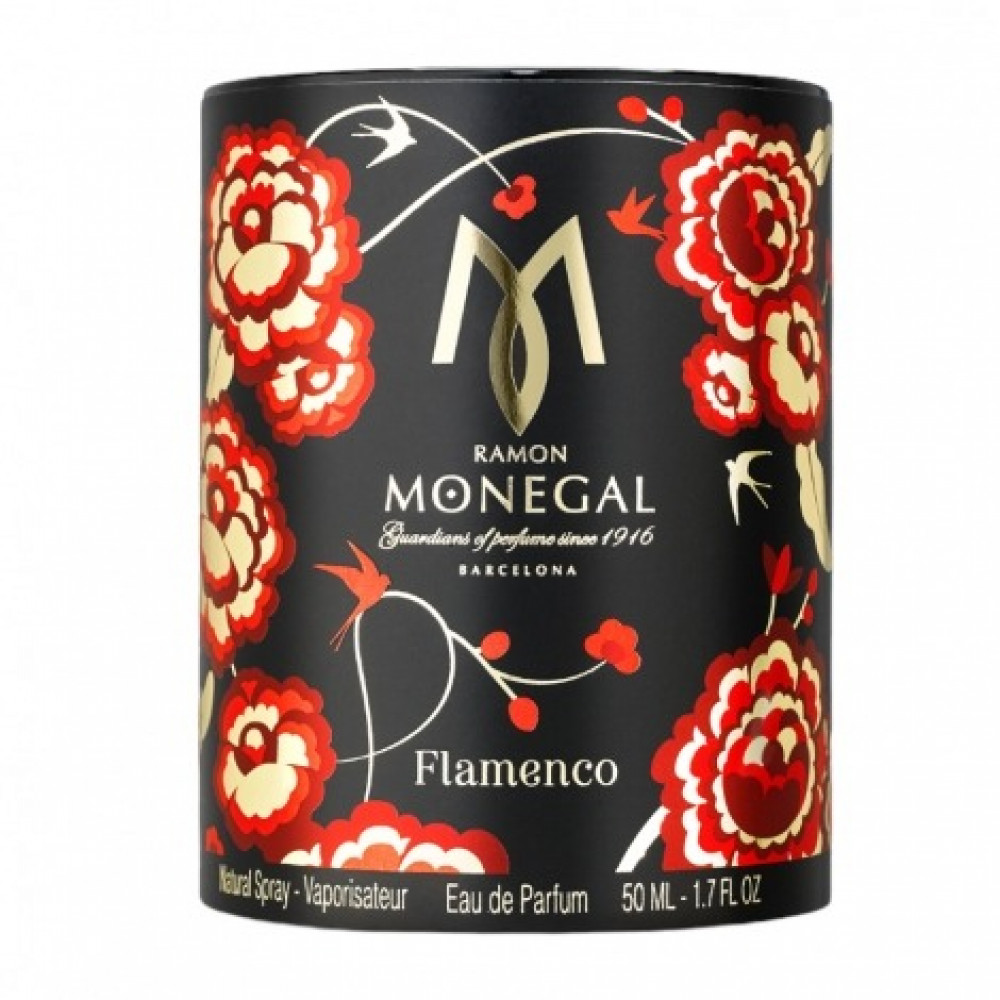 RAMON
MONEGAL
Guardians of perfume since 1916
BARCELONA
Flamenco
Natural Spray - Vaporisateur Eau de Parfum 50 ML - 1.7 FL OZ